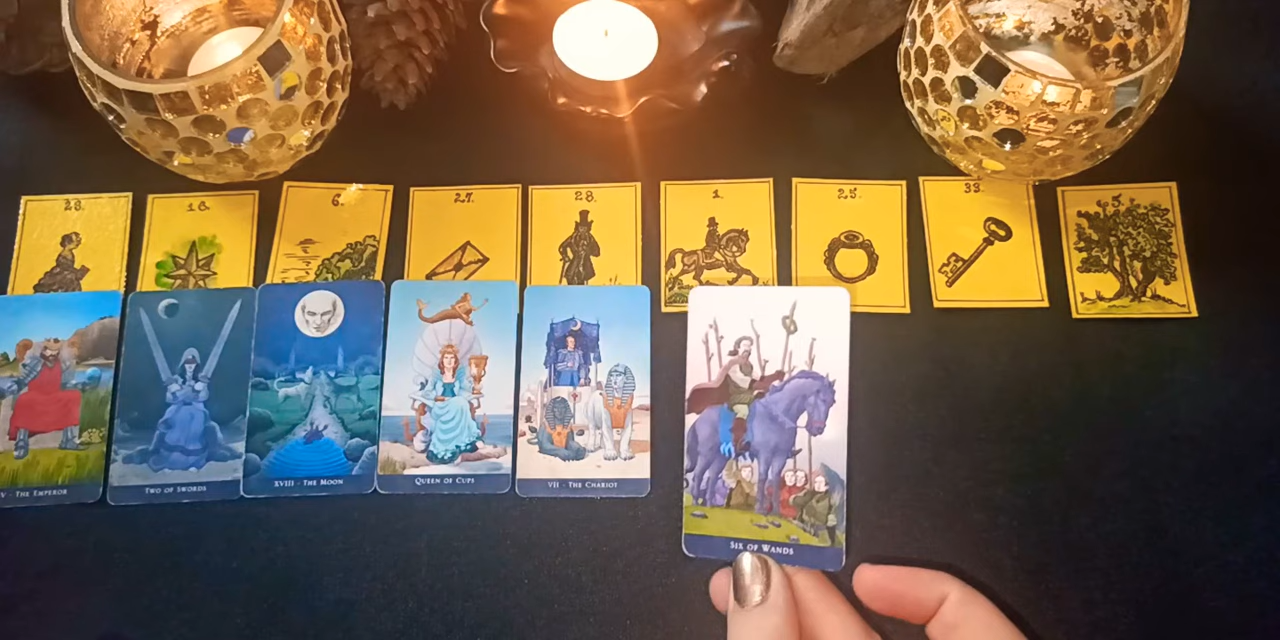 28.
16.
6.
27.
28.
1.
25.
33.
5.
V - THE EMPEROR
TWO OF SWORDS
XVIII - THE MOON
QUEEN OF CUPS
VII - THE CHARIOT
SIX OF WANDS